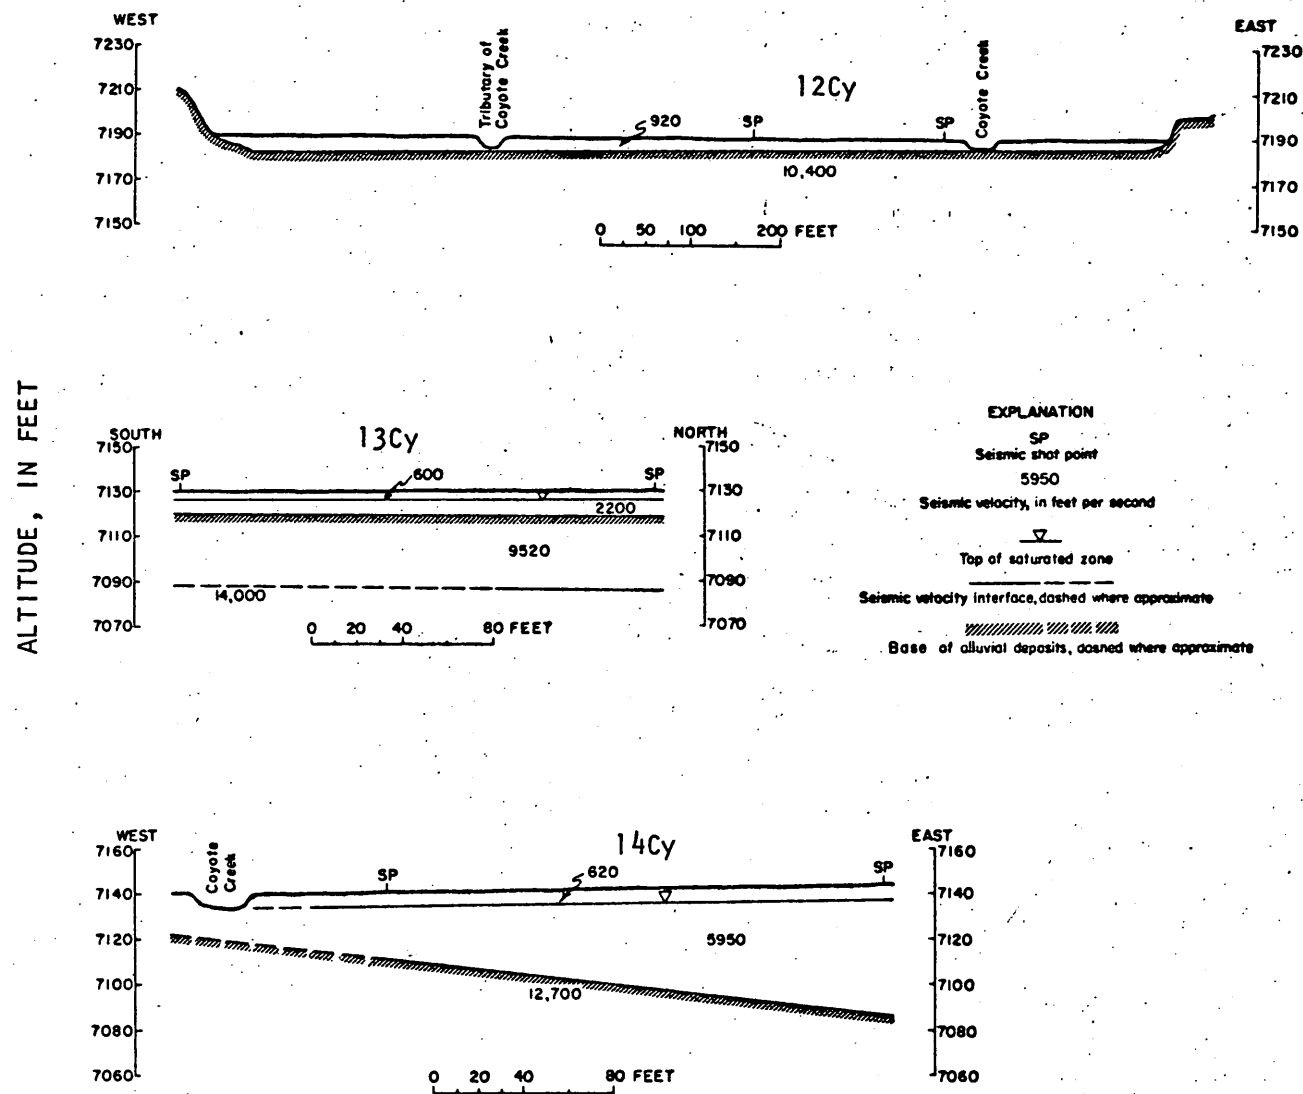 WEST
EAST
7230
7210
7190
7170
7150
Tributary of
Coyote Creek
920
SP
12Cy
SP
Coyote Creek
10,400
7230
7210
7190
7170
7150
0 50 100 200 FEET
ALTITUDE, IN FEET
SOUTH
13Cy
NORTH
7150
7130
7110
7090
7070
SP
600
SP
2200
9520
14,000
7150
7130
7110
7090
7070
0 20 40 80 FEET
EXPLANATION
SP
Seismic shot point
5950
Seismic velocity, in feet per second
Top of saturated zone
Seismic velocity interface, dashed where approximate
Base of alluvial deposits, dashed where approximate
WEST
14Cy
EAST
7160
7140
7120
7100
7080
7060
Coyote
Creek
SP
620
SP
5950
12,700
7160
7140
7120
7100
7080
7060
0 20 40 80 FEET